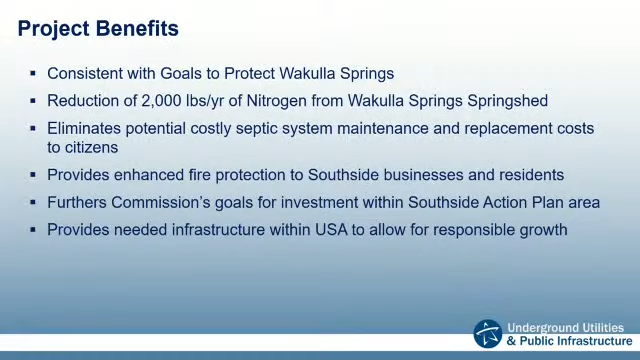 Project Benefits
▪ Consistent with Goals to Protect Wakulla Springs
▪ Reduction of 2,000 lbs/yr of Nitrogen from Wakulla Springs Springshed
▪ Eliminates potential costly septic system maintenance and replacement costs
to citizens
▪ Provides enhanced fire protection to Southside businesses and residents
▪ Furthers Commission's goals for investment within Southside Action Plan area
▪ Provides needed infrastructure within USA to allow for responsible growth
Underground Utilities
& Public Infrastructure